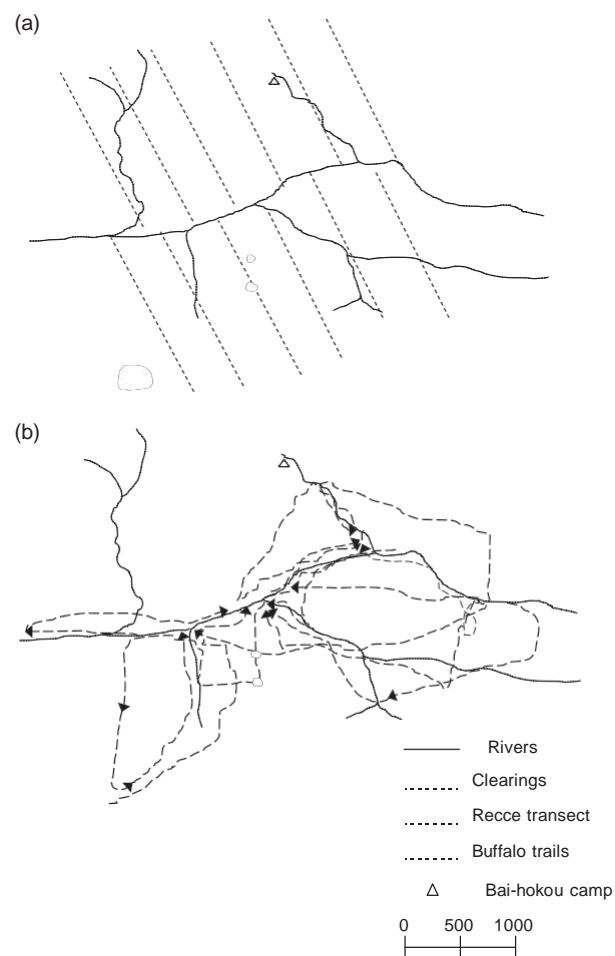 (a)
(b)
Rivers
Clearings
Recce transect
Buffalo trails
Bai-hokou camp
0 500 1000